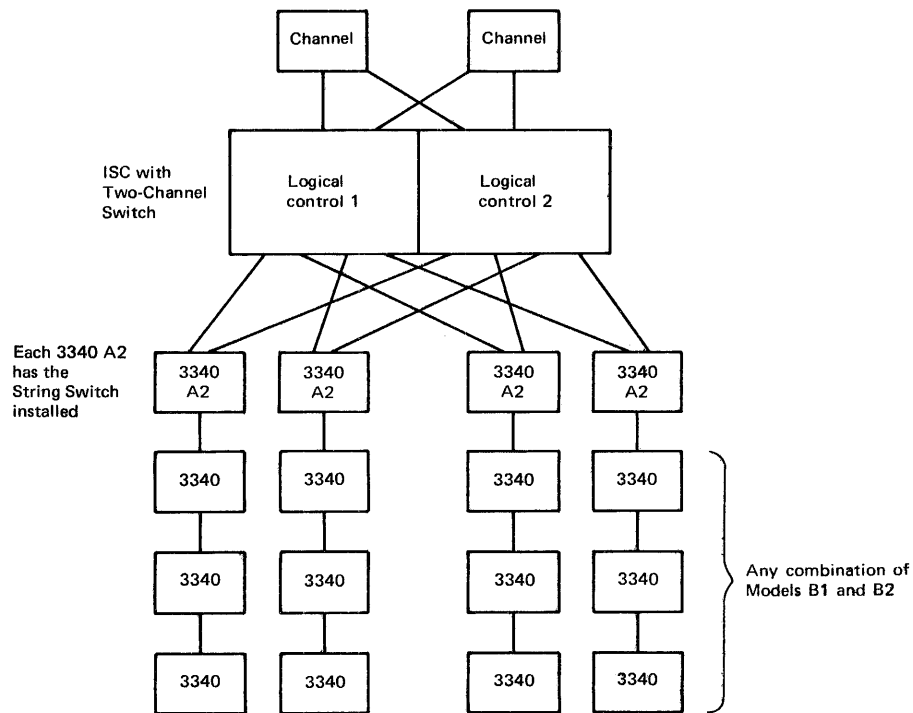 Channel
Channel
ISC with
Two-Channel
Switch
Logical
control 1
Logical
control 2
Each 3340 A2
has the
String Switch
installed
3340
A2
3340
A2
3340
A2
3340
A2
3340
3340
3340
3340
3340
3340
3340
3340
Any combination of
Models B1 and B2
3340
3340
3340
3340